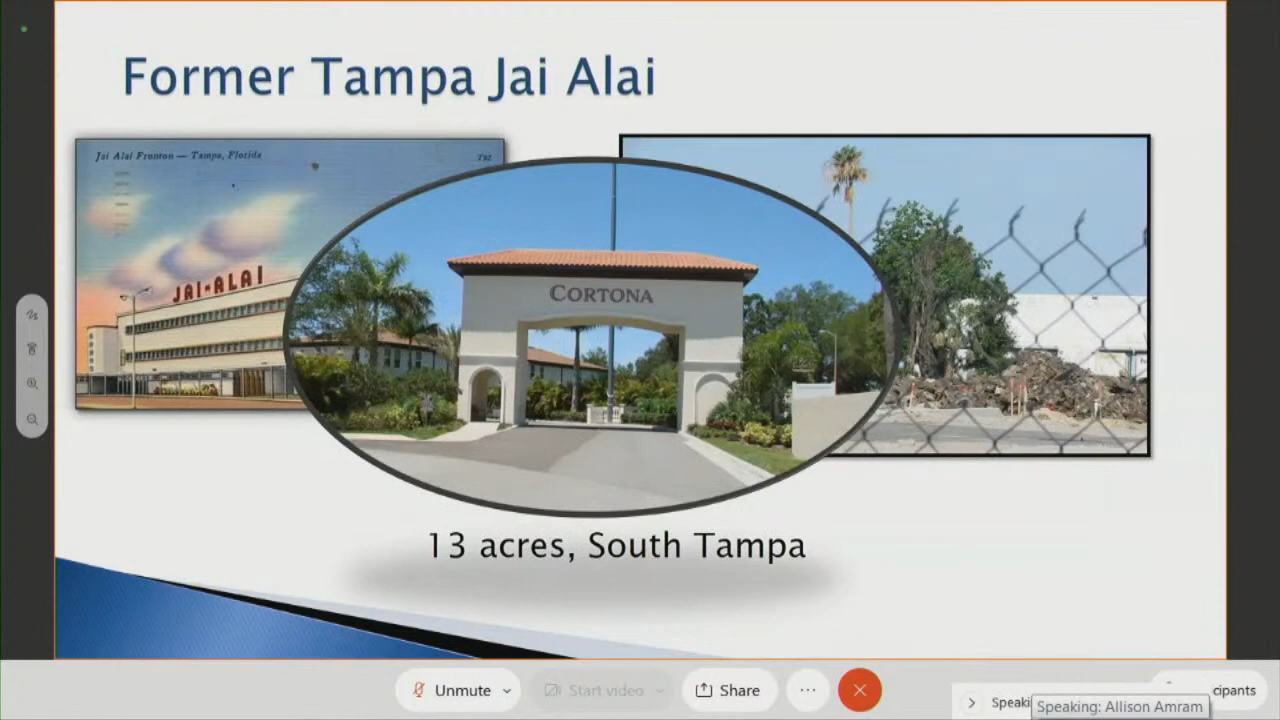 Former Tampa Jai Alai
Jai Alai Fronton — Tampa, Florida
JAI-ALAI
CORTONA
13 acres, South Tampa
Unmute
Start video
Share
Speaki
cipants
Speaking: Allison Amram